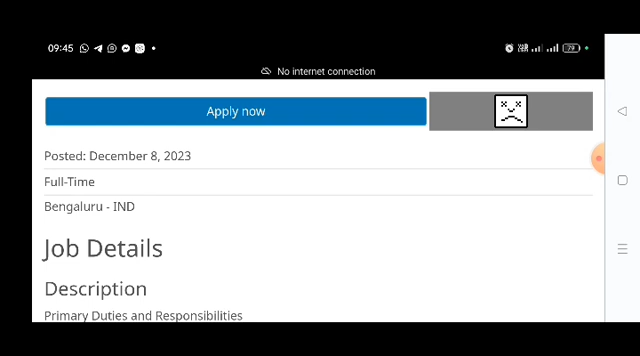 09:45
79
No internet connection
Apply now
Posted: December 8, 2023
Full-Time
Bengaluru - IND
Job Details
Description
Primary Duties and Responsibilities